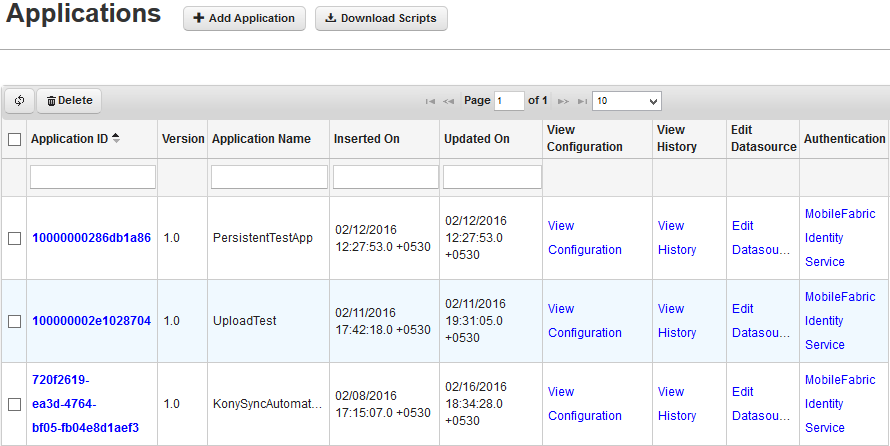 Applications
Add Application
Download Scripts
Delete
Page 1 of 1
10
Application ID
Version
Application Name
Inserted On
Updated On
View
Configuration
View
History
Edit
Datasource
Authentication
10000000286db1a86
1.0
PersistentTestApp
02/12/2016
12:27:53.0 +0530
02/12/2016
12:27:53.0
+0530
View
Configuration
View
History
Edit
Datasou...
MobileFabric
Identity
Service
100000002e1028704
1.0
UploadTest
02/11/2016
17:42:18.0 +0530
02/11/2016
19:31:05.0
+0530
View
Configuration
View
History
Edit
Datasou...
MobileFabric
Identity
Service
720f2619-
ea3d-4764-
bf05-fb04e8d1aef3
1.0
KonySyncAutomat...
02/08/2016
17:15:07.0 +0530
02/16/2016
18:34:28.0
+0530
View
Configuration
View
History
Edit
Datasou...
MobileFabric
Identity
Service